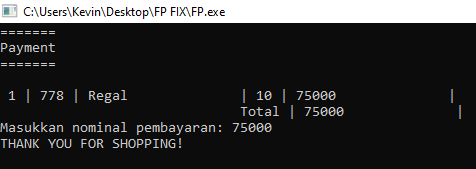 C:\Users\Kevin\Desktop\FP FIX\FP.exe
=======
Payment
=======
1 | 778 | Regal | 10 | 75000 |
Total | 75000 |
Masukkan nominal pembayaran: 75000
THANK YOU FOR SHOPPING!